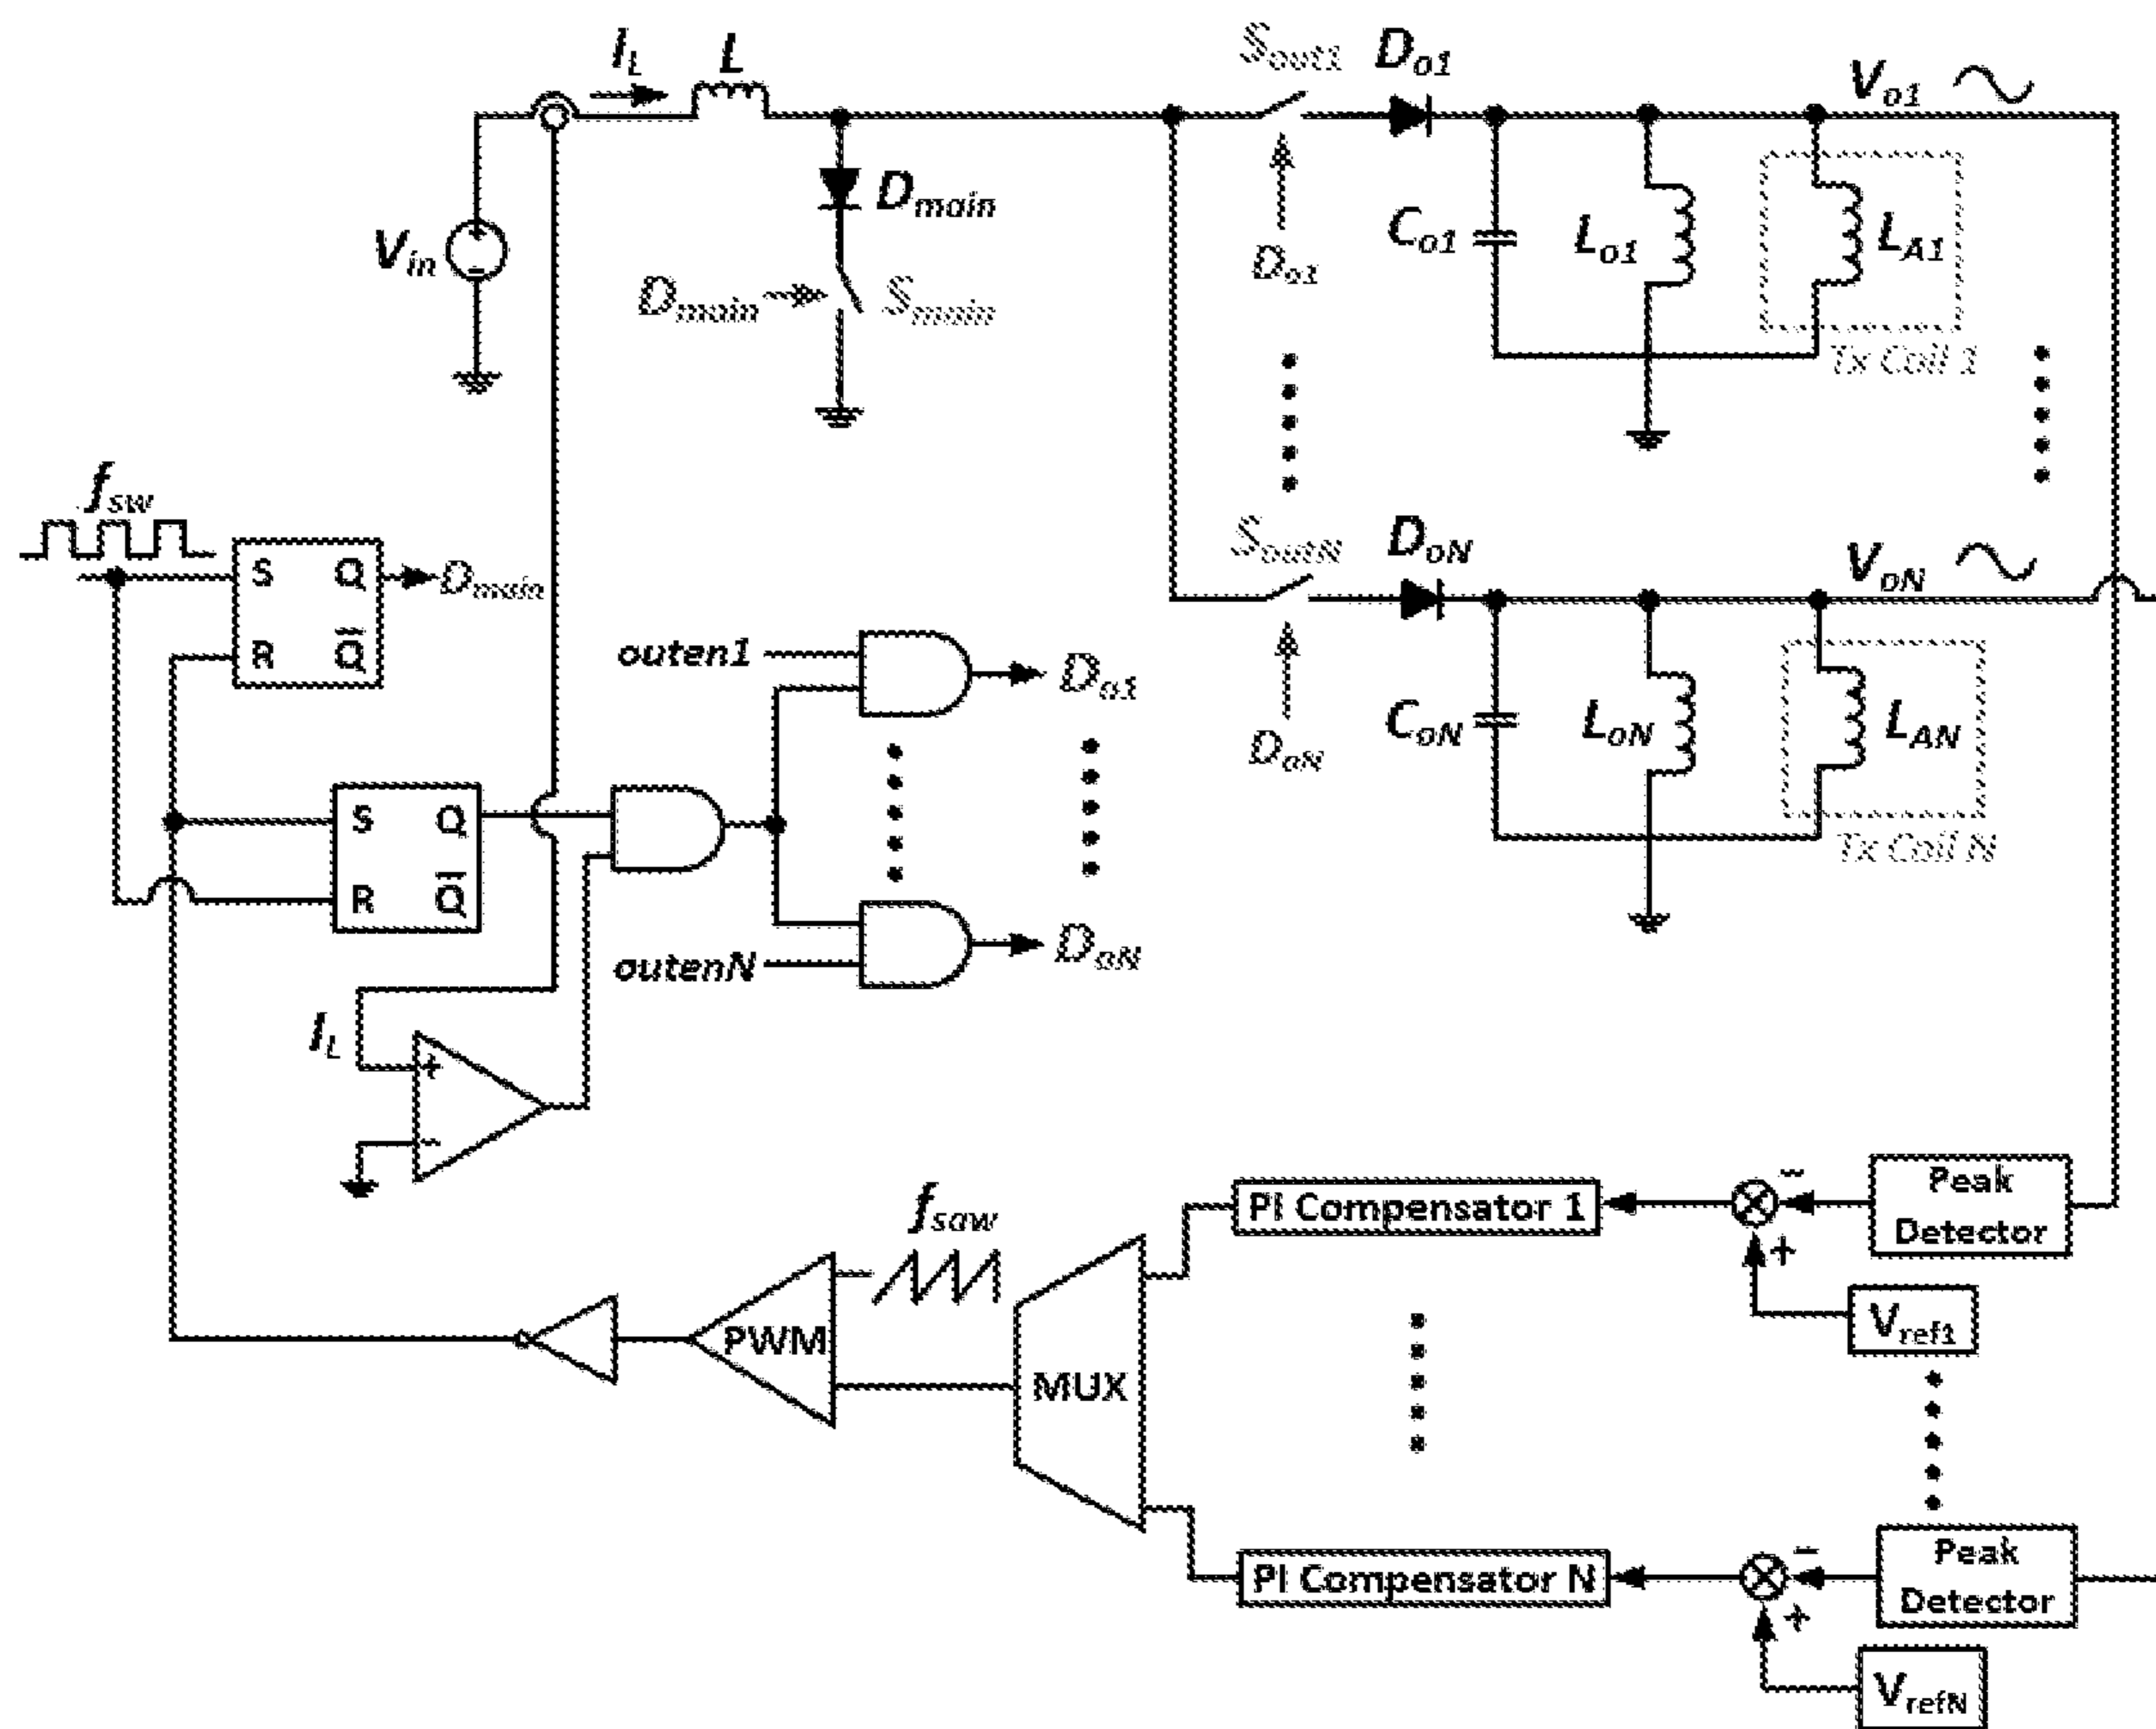 I_L
L
S_out1
D_o1
V_o1
V_in
D_main
D_main
S_main
D_o1
C_o1
L_o1
L_A1
Tx Coil 1
f_sw
S
Q
D_main
R
Q̅
S_outN
D_oN
V_oN
D_oN
C_oN
L_oN
L_AN
Tx Coil N
outen1
D_o1
S
Q
R
Q̅
outenN
D_oN
I_L
+
-
f_saw
PWM
MUX
PI Compensator 1
-
+
Peak
Detector
V_ref1
PI Compensator N
-
+
Peak
Detector
V_refN